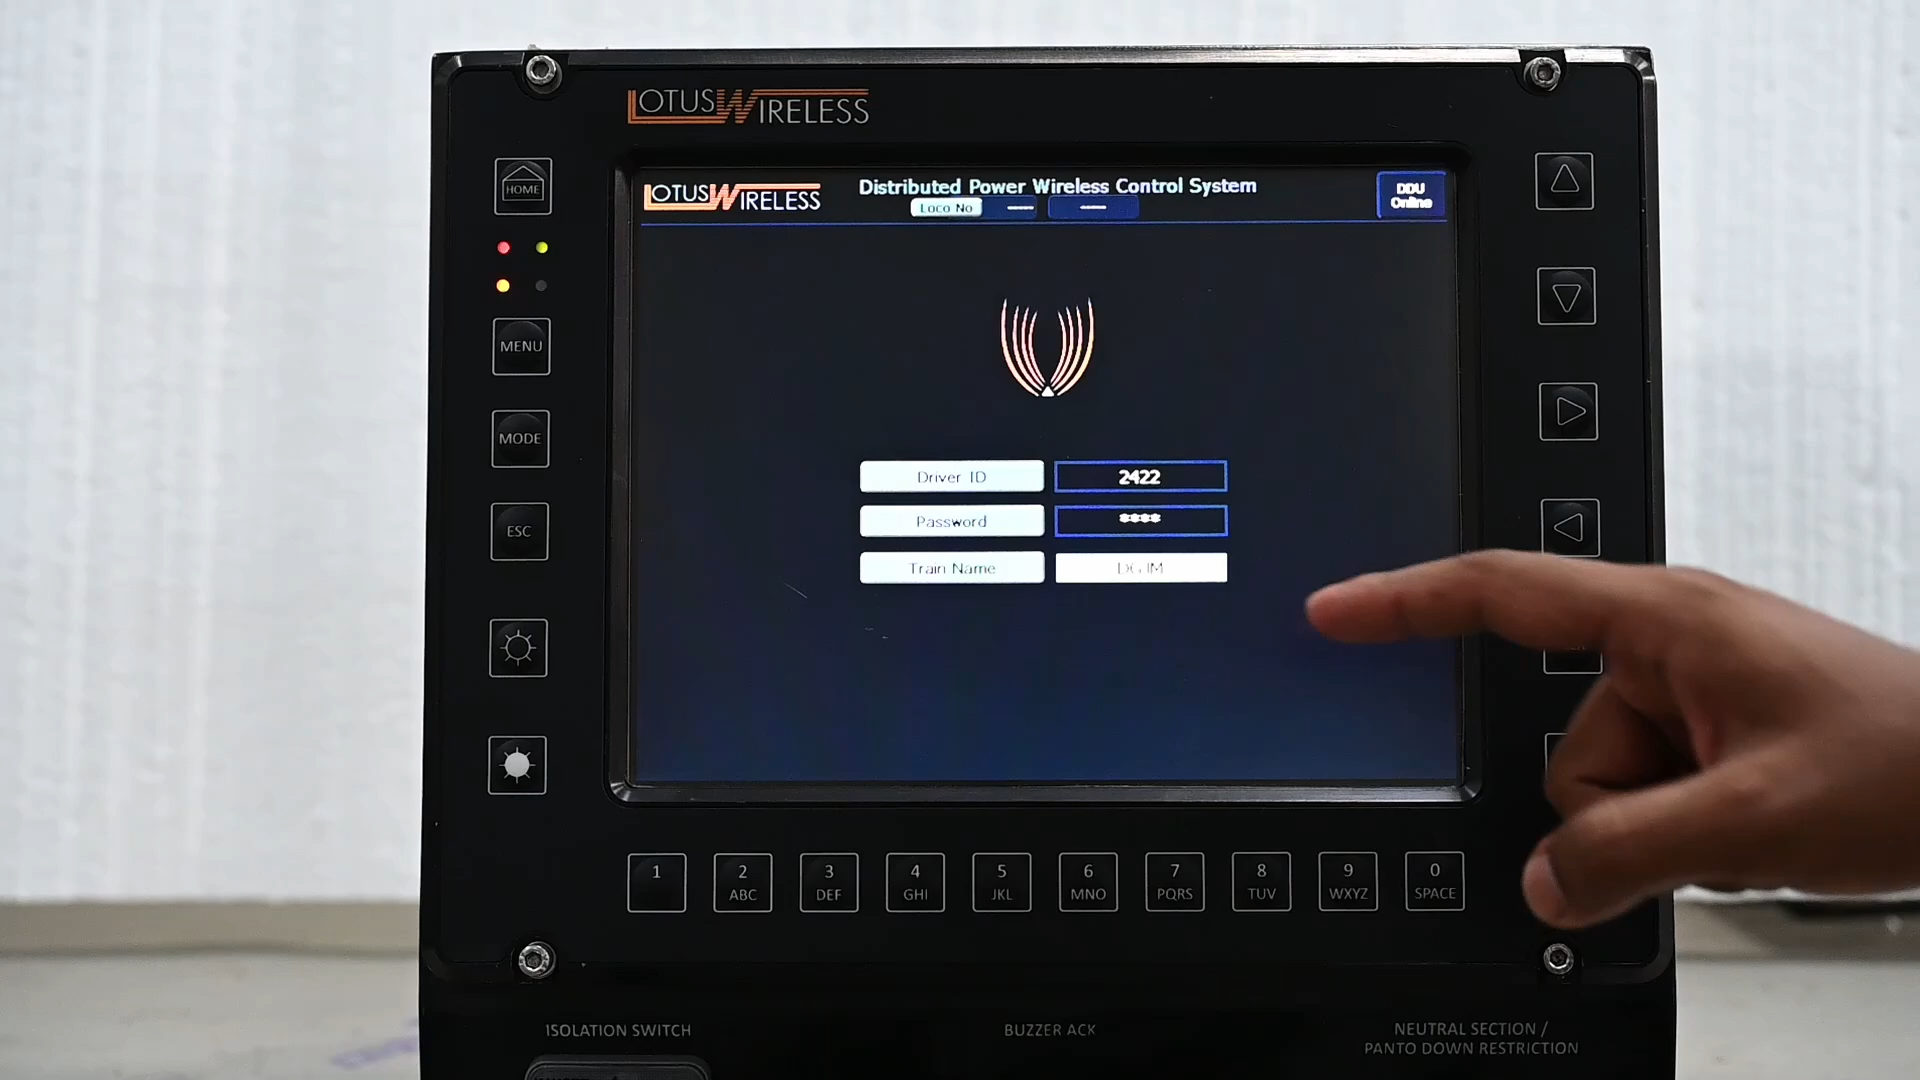 LOTUSWIRELESS
HOME
LOTUSWIRELESS
Distributed Power Wireless Control System
Loco No ---- ----
DDU
Online
MENU
MODE
ESC
Driver ID 2422
Password ****
Train Name
1 2 3 4 5 6 7 8 9 0
ABC DEF GHI JKL MNO PQRS TUV WXYZ SPACE
ISOLATION SWITCH
BUZZER ACK
NEUTRAL SECTION /
PANTO DOWN RESTRICTION